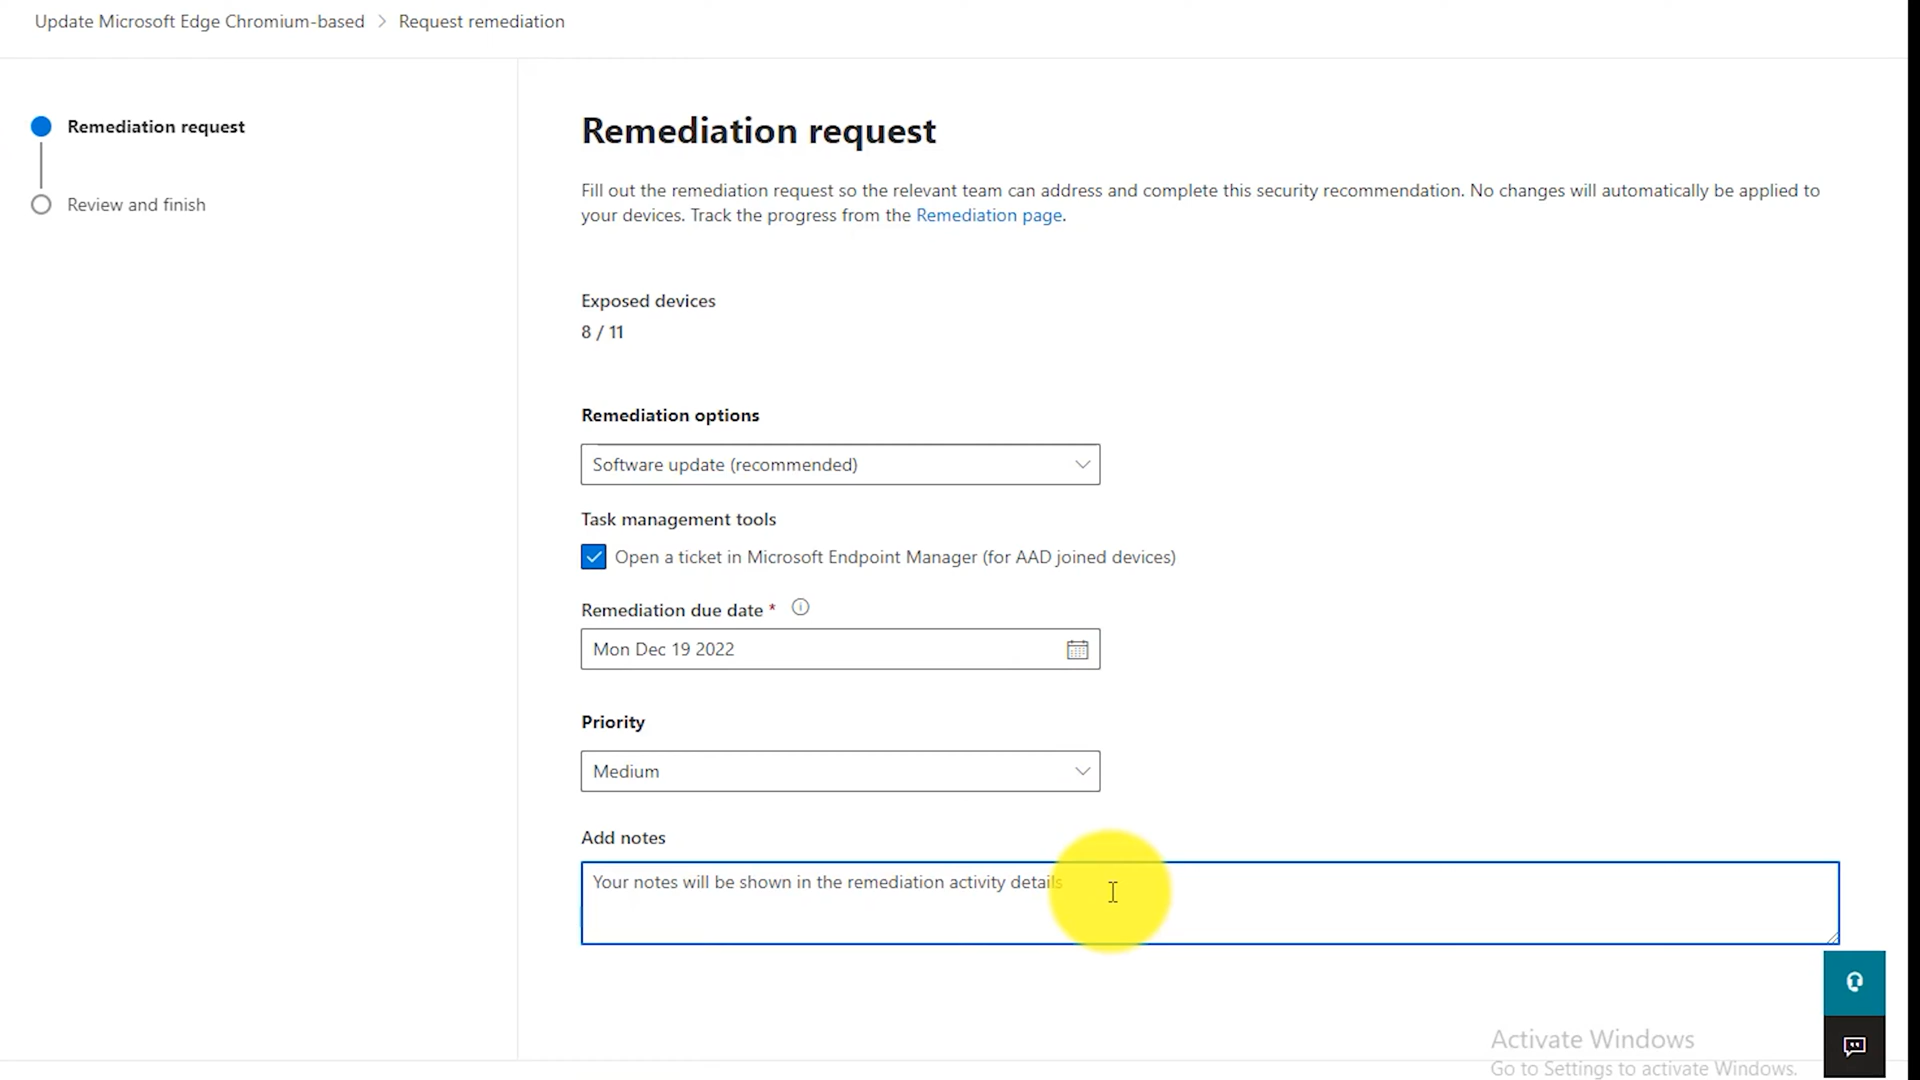 Update Microsoft Edge Chromium-based > Request remediation
Remediation request
Review and finish
Remediation request
Fill out the remediation request so the relevant team can address and complete this security recommendation. No changes will automatically be applied to
your devices. Track the progress from the Remediation page.
Exposed devices
8 / 11
Remediation options
Software update (recommended)
Task management tools
Open a ticket in Microsoft Endpoint Manager (for AAD joined devices)
Remediation due date *
Mon Dec 19 2022
Priority
Medium
Add notes
Your notes will be shown in the remediation activity details
Activate Windows
Go to Settings to activate Windows.